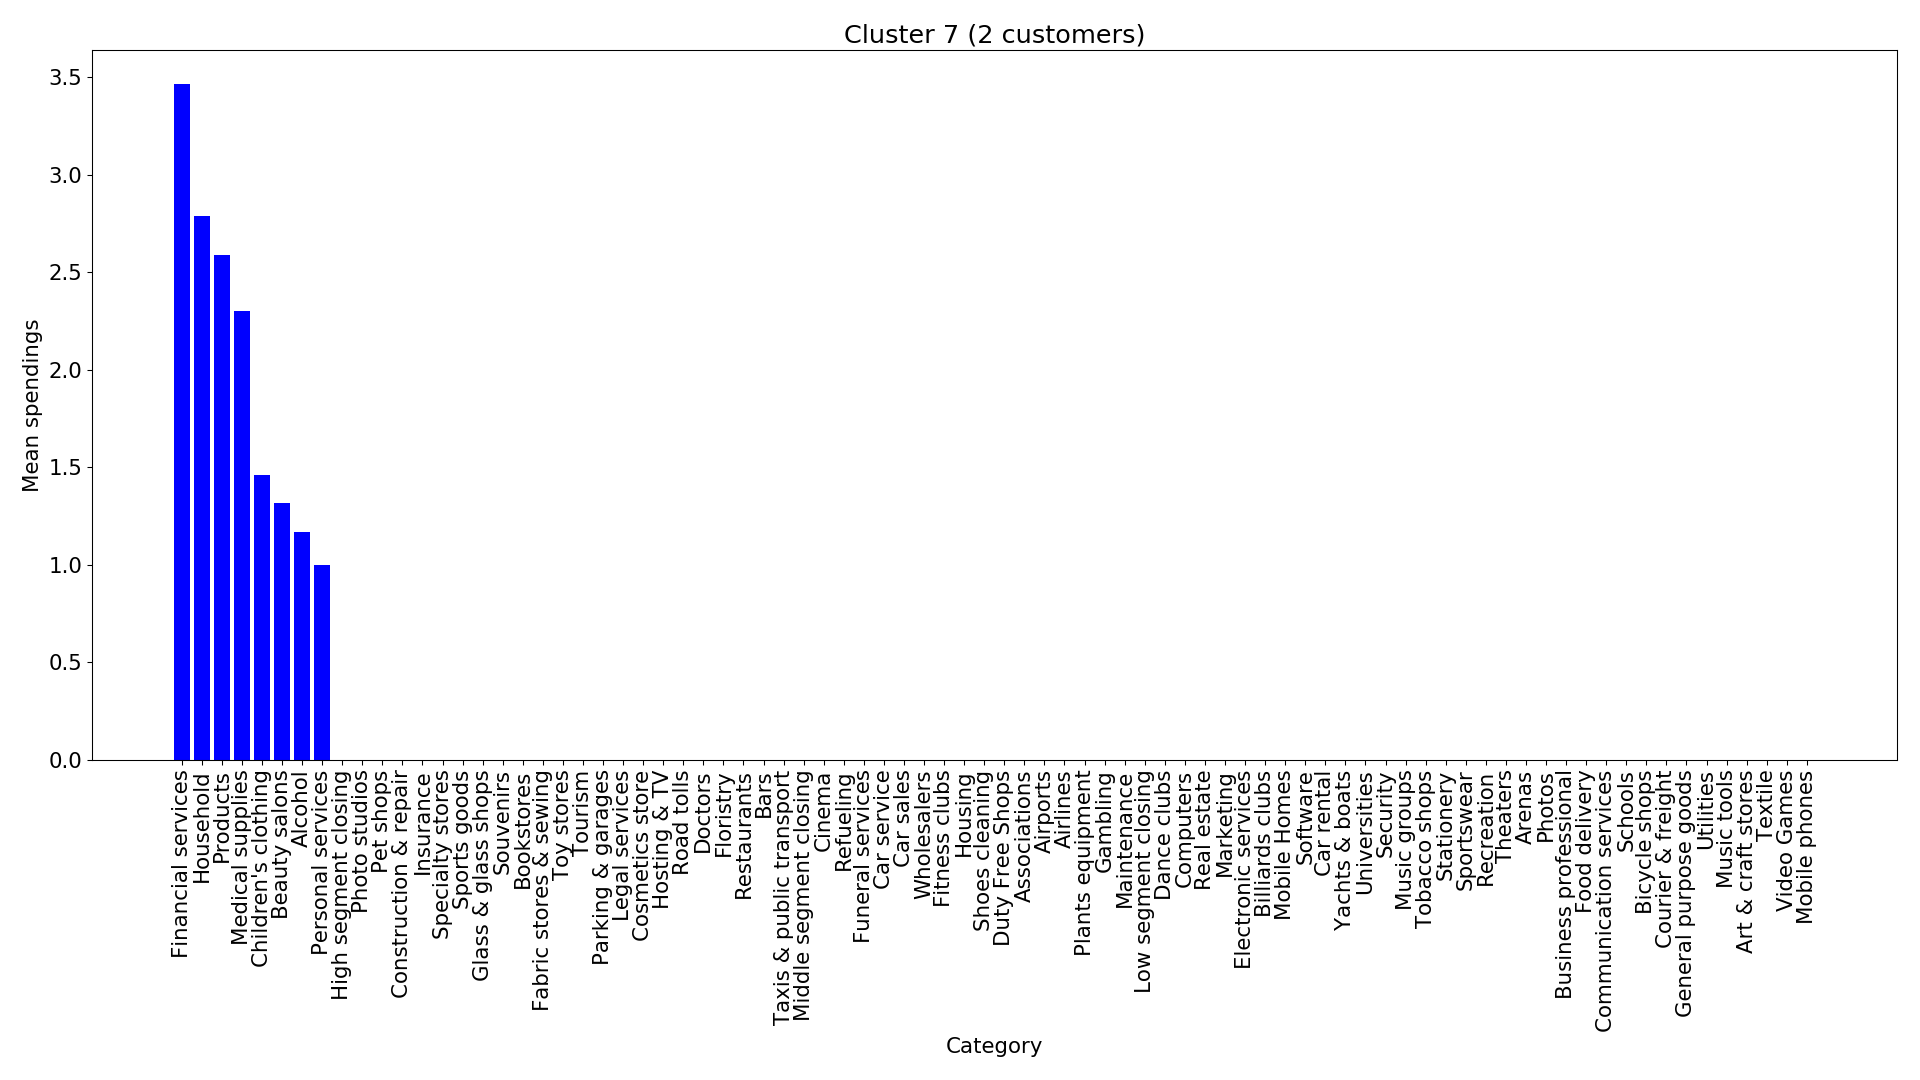 Cluster 7 (2 customers)
3.5
3.0
2.5
2.0
1.5
1.0
0.5
0.0
Mean spendings
Financial services
Household
Products
Medical supplies
Children's clothing
Beauty salons
Alcohol
Personal services
High segment closing
Photo studios
Pet shops
Construction & repair
Insurance
Specialty stores
Sports goods
Glass & glass shops
Souvenirs
Bookstores
Fabric stores & sewing
Toy stores
Tourism
Parking & garages
Legal services
Cosmetics store
Hosting & TV
Road tolls
Doctors
Floristry
Restaurants
Bars
Taxis & public transport
Middle segment closing
Cinema
Refueling
Funeral services
Car service
Car sales
Wholesalers
Fitness clubs
Housing
Shoes cleaning
Duty Free Shops
Associations
Airports
Airlines
Plants equipment
Gambling
Maintenance
Low segment closing
Dance clubs
Computers
Real estate
Marketing
Electronic services
Billiards clubs
Mobile Homes
Software
Car rental
Yachts & boats
Universities
Security
Music groups
Tobacco shops
Stationery
Sportswear
Recreation
Theaters
Arenas
Photos
Business professional
Food delivery
Communication services
Schools
Bicycle shops
Courier & freight
General purpose goods
Utilities
Music tools
Art & craft stores
Textile
Video Games
Mobile phones
Category